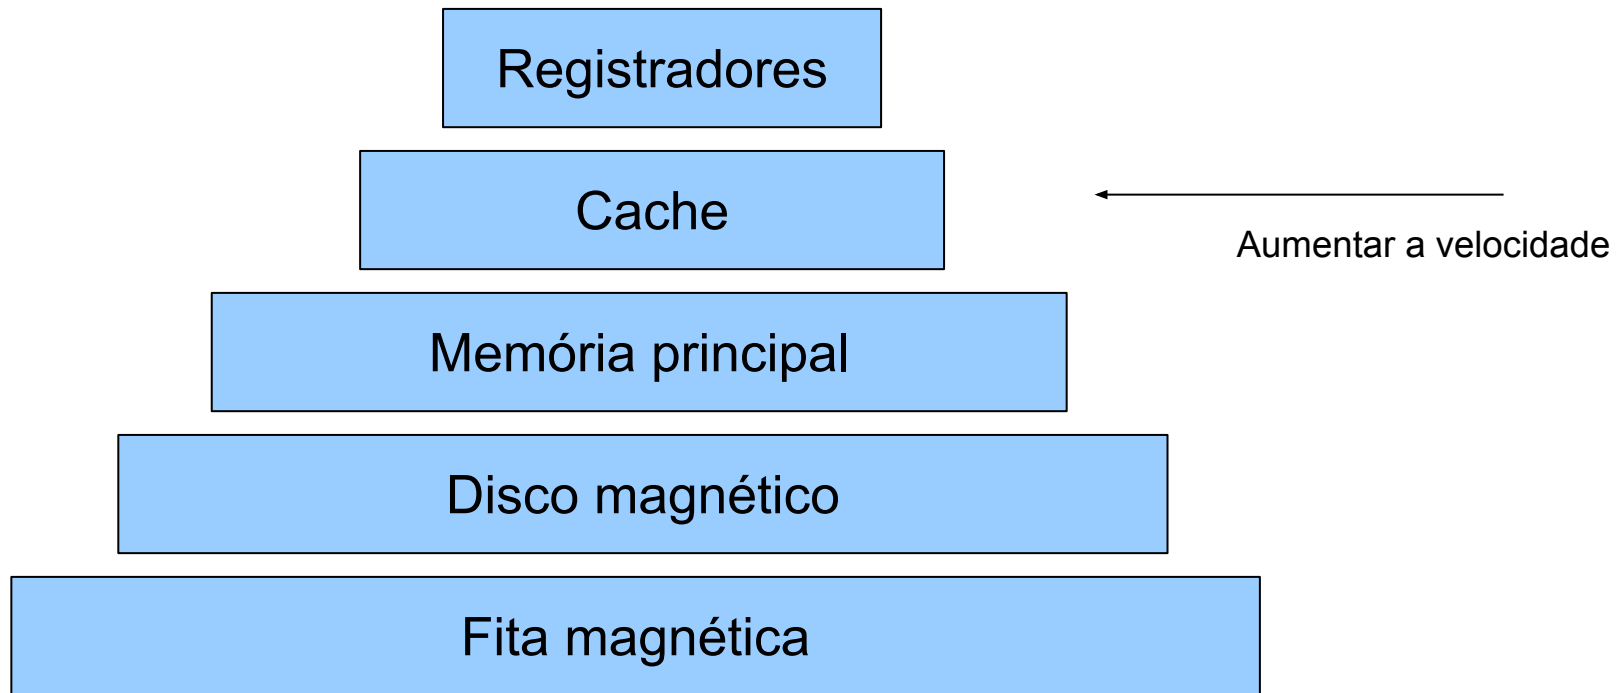 Registradores
Cache
Aumentar a velocidade
Memória principal
Disco magnético
Fita magnética